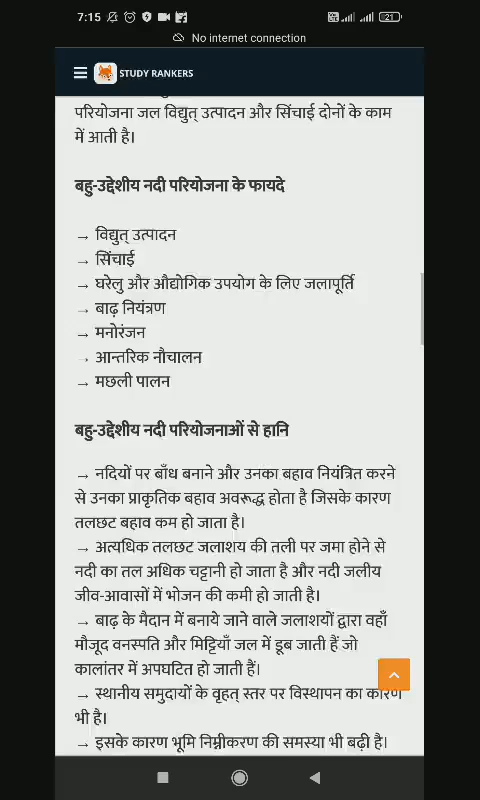 7:15
21
No internet connection
STUDY RANKERS
परियोजना जल विद्युत् उत्पादन और सिंचाई दोनों के काम
में आती है।
बहु-उद्देशीय नदी परियोजना के फायदे
→ विद्युत् उत्पादन
→ सिंचाई
→ घरेलु और औद्योगिक उपयोग के लिए जलापूर्ति
→ बाढ़ नियंत्रण
→ मनोरंजन
→ आन्तरिक नौचालन
→ मछली पालन
बहु-उद्देशीय नदी परियोजनाओं से हानि
→ नदियों पर बाँध बनाने और उनका बहाव नियंत्रित करने
से उनका प्राकृतिक बहाव अवरूद्ध होता है जिसके कारण
तलछट बहाव कम हो जाता है।
→ अत्यधिक तलछट जलाशय की तली पर जमा होने से
नदी का तल अधिक चट्टानी हो जाता है और नदी जलीय
जीव-आवासों में भोजन की कमी हो जाती है।
→ बाढ़ के मैदान में बनाये जाने वाले जलाशयों द्वारा वहाँ
मौजूद वनस्पति और मिट्टियाँ जल में डूब जाती हैं जो
कालांतर में अपघटित हो जाती हैं।
→ स्थानीय समुदायों के वृहत् स्तर पर विस्थापन का कारण
भी है।
→ इसके कारण भूमि निम्नीकरण की समस्या भी बढ़ी है।